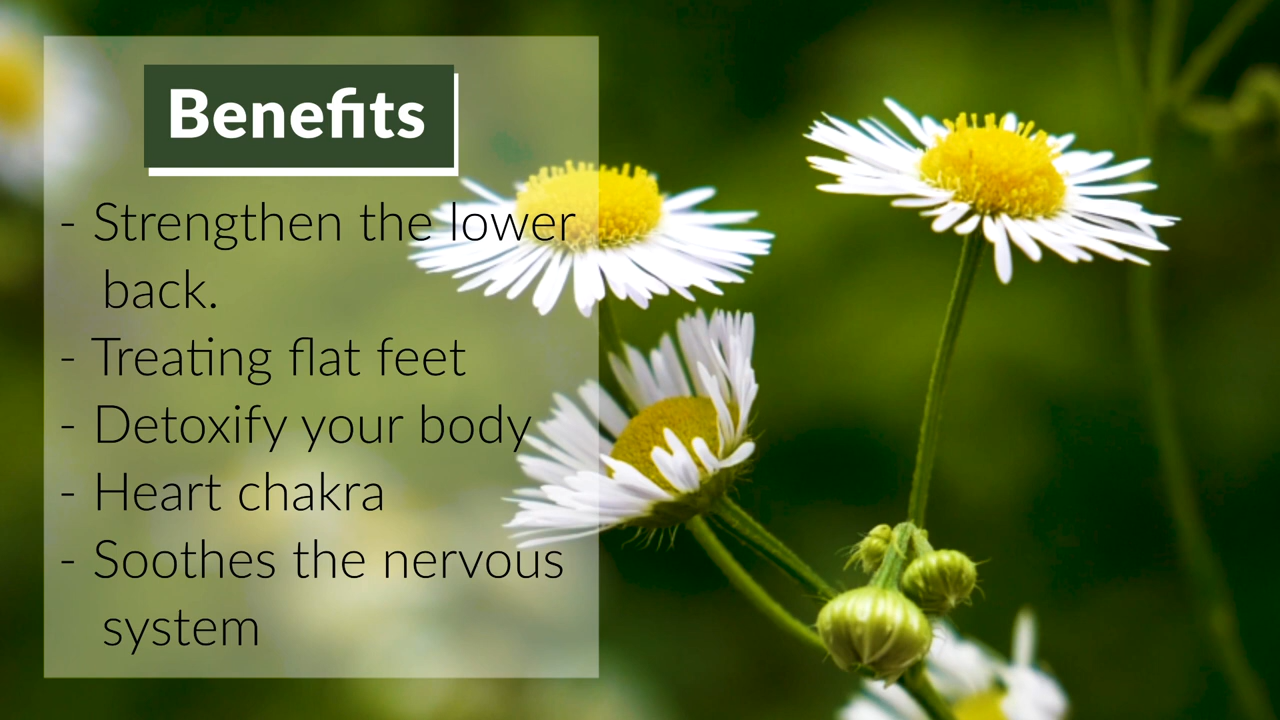 Benefits
- Strengthen the lower
back.
- Treating flat feet
- Detoxify your body
- Heart chakra
- Soothes the nervous
system